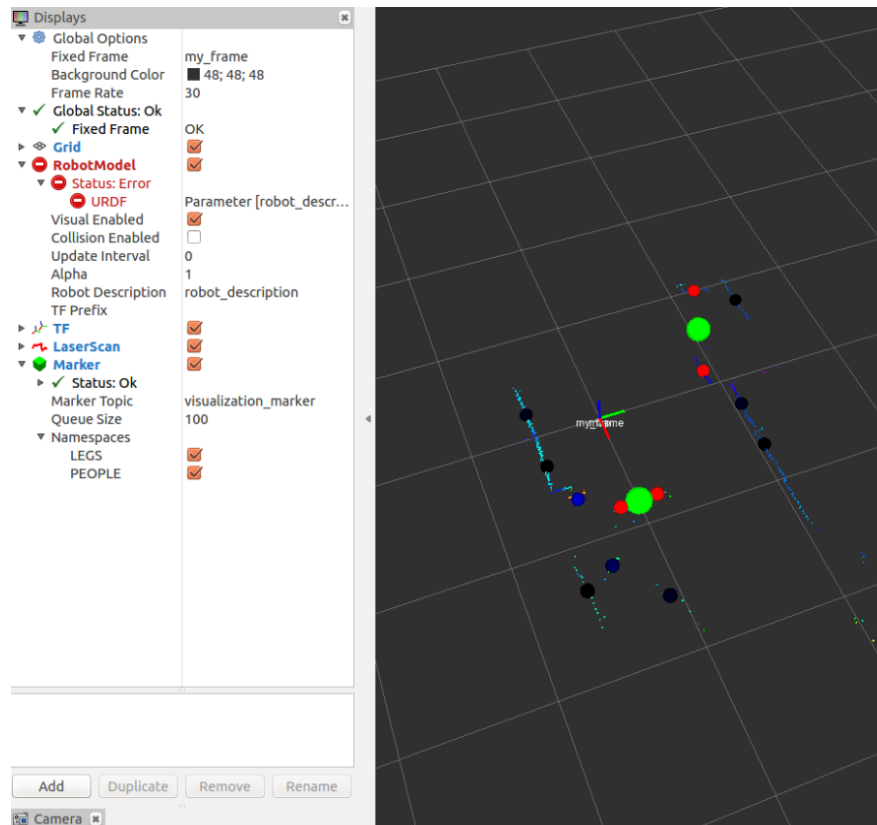 Displays
Global Options
Fixed Frame my_frame
Background Color 48; 48; 48
Frame Rate 30
Global Status: Ok
Fixed Frame OK
Grid
RobotModel
Status: Error
URDF Parameter [robot_descr...
Visual Enabled
Collision Enabled
Update Interval 0
Alpha 1
Robot Description robot_description
TF Prefix
TF
LaserScan
Marker
Status: Ok
Marker Topic visualization_marker
Queue Size 100
Namespaces
LEGS
PEOPLE
Add Duplicate Remove Rename
Camera